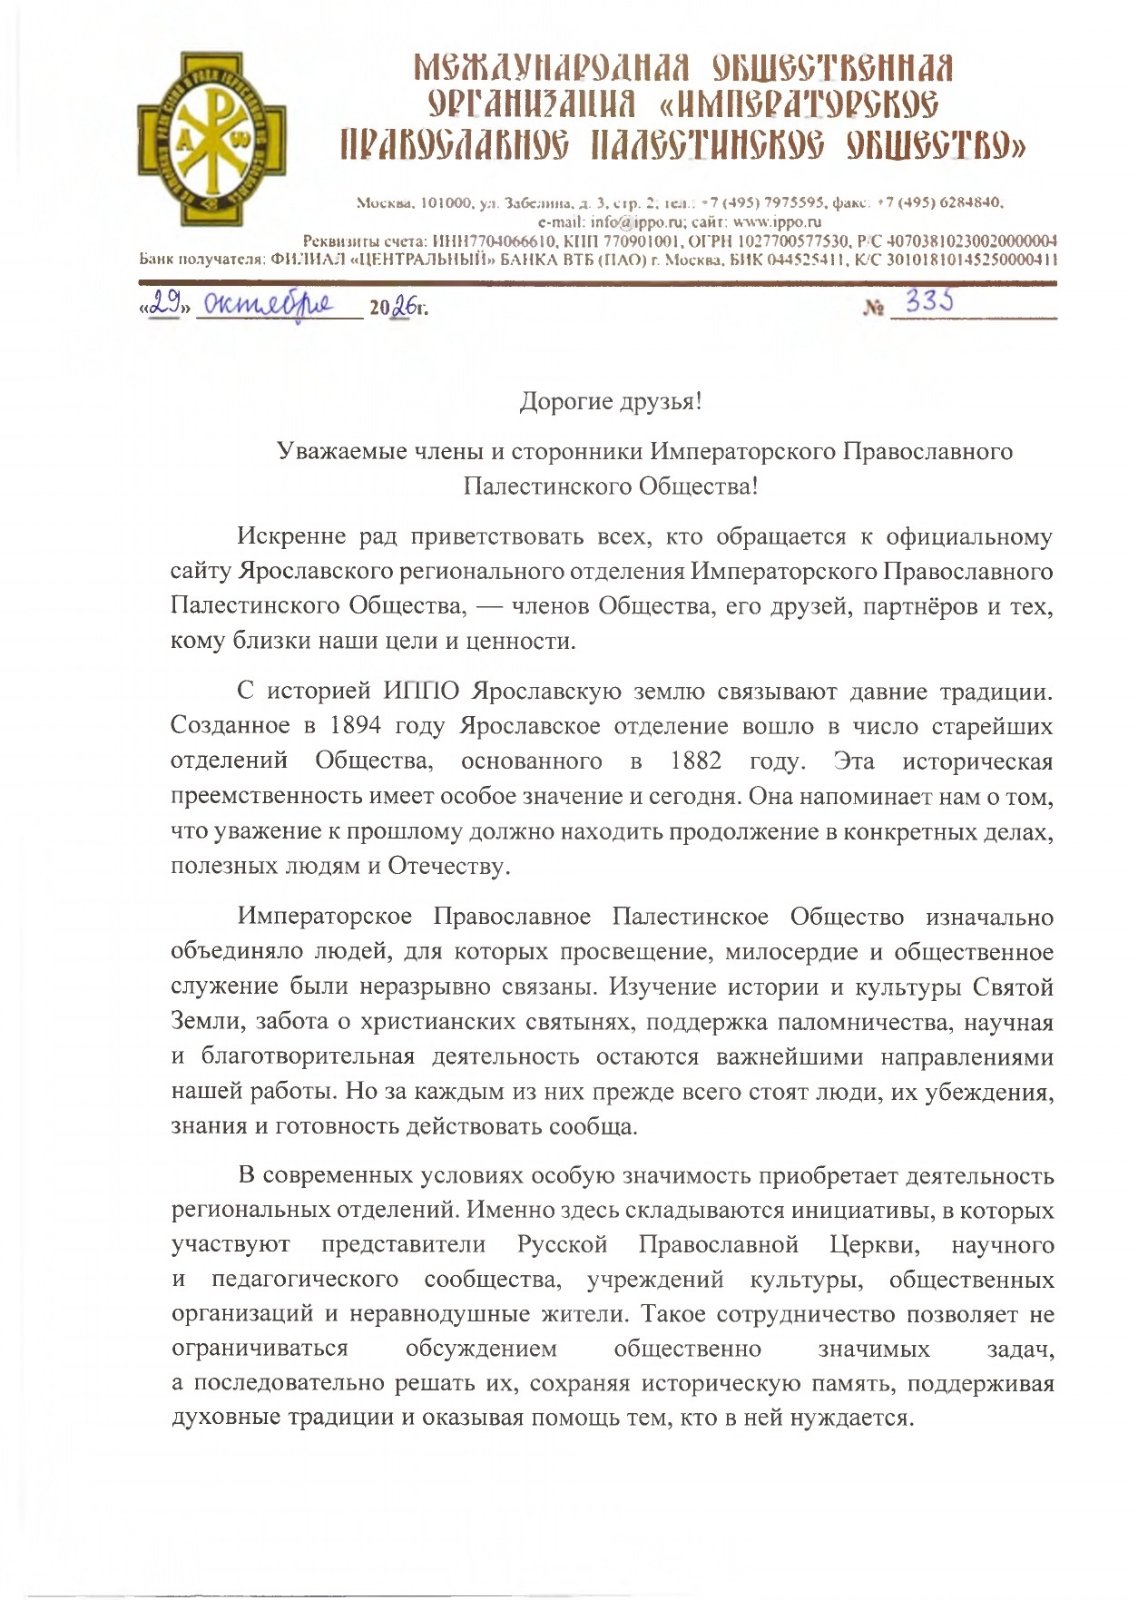 МЕЖДУНАРОДНАЯ ОБЩЕСТВЕННАЯ
ОРГАНИЗАЦИЯ «ИМПЕРАТОРСКОЕ
ПРАВОСЛАВНОЕ ПАЛЕСТИНСКОЕ ОБЩЕСТВО»
Москва, 101000, ул. Забелина, д. 3, стр. 2, тел.: +7 (495) 7975595, факс: +7 (495) 6284840,
e-mail: info@ippo.ru; сайт: www.ippo.ru
Реквизиты счета: ИНН7704066610, КПП 770901001, ОГРН 1027700577530, Р/С 40703810230020000004
Банк получателя: ФИЛИАЛ «ЦЕНТРАЛЬНЫЙ» БАНКА ВТБ (ПАО) г. Москва, БИК 044525411, К/С 30101810145250000411
«29» октября 2026г. № 335
Дорогие друзья!
Уважаемые члены и сторонники Императорского Православного
Палестинского Общества!
Искренне рад приветствовать всех, кто обращается к официальному
сайту Ярославского регионального отделения Императорского Православного
Палестинского Общества, — членов Общества, его друзей, партнёров и тех,
кому близки наши цели и ценности.
С историей ИППО Ярославскую землю связывают давние традиции.
Созданное в 1894 году Ярославское отделение вошло в число старейших
отделений Общества, основанного в 1882 году. Эта историческая
преемственность имеет особое значение и сегодня. Она напоминает нам о том,
что уважение к прошлому должно находить продолжение в конкретных делах,
полезных людям и Отечеству.
Императорское Православное Палестинское Общество изначально
объединяло людей, для которых просвещение, милосердие и общественное
служение были неразрывно связаны. Изучение истории и культуры Святой
Земли, забота о христианских святынях, поддержка паломничества, научная
и благотворительная деятельность остаются важнейшими направлениями
нашей работы. Но за каждым из них прежде всего стоят люди, их убеждения,
знания и готовность действовать сообща.
В современных условиях особую значимость приобретает деятельность
региональных отделений. Именно здесь складываются инициативы, в которых
участвуют представители Русской Православной Церкви, научного
и педагогического сообщества, учреждений культуры, общественных
организаций и неравнодушные жители. Такое сотрудничество позволяет не
ограничиваться обсуждением общественно значимых задач,
а последовательно решать их, сохраняя историческую память, поддерживая
духовные традиции и оказывая помощь тем, кто в ней нуждается.